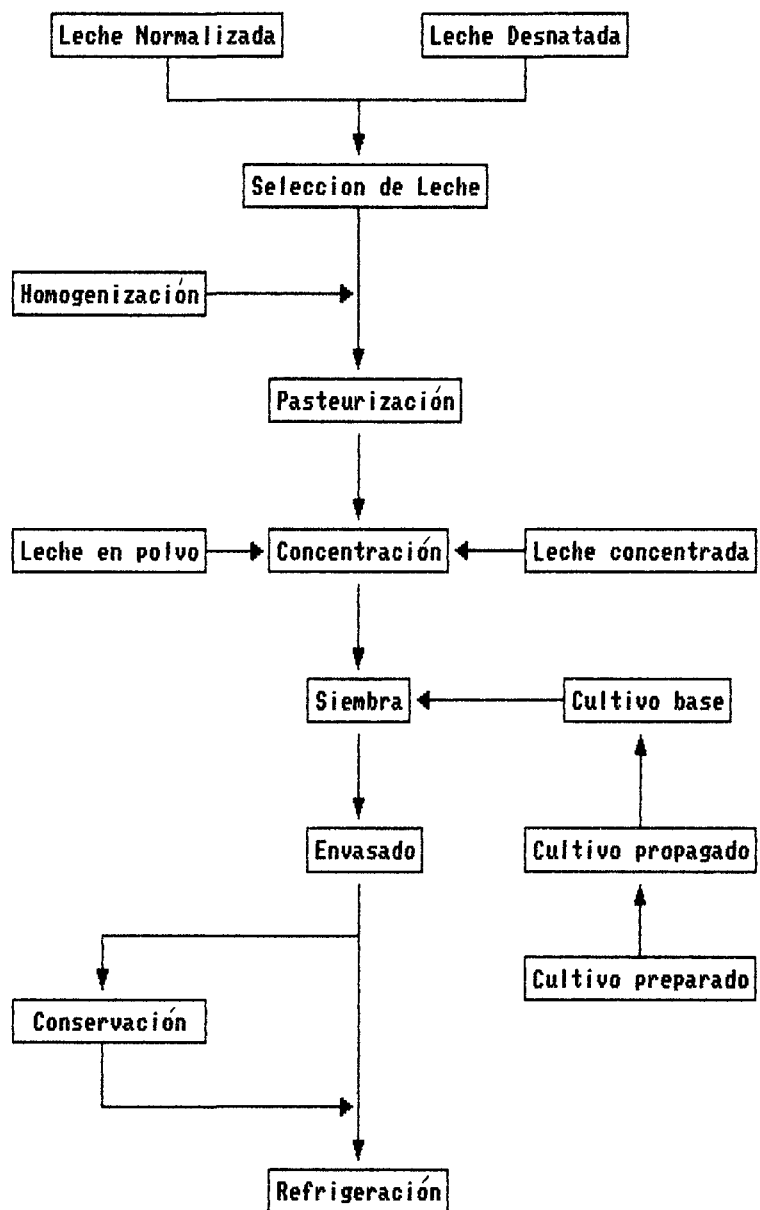 Leche Normalizada
Leche Desnatada
Seleccion de Leche
Homogenización
Pasteurización
Leche en polvo
Concentración
Leche concentrada
Siembra
Cultivo base
Envasado
Cultivo propagado
Cultivo preparado
Conservación
Refrigeración